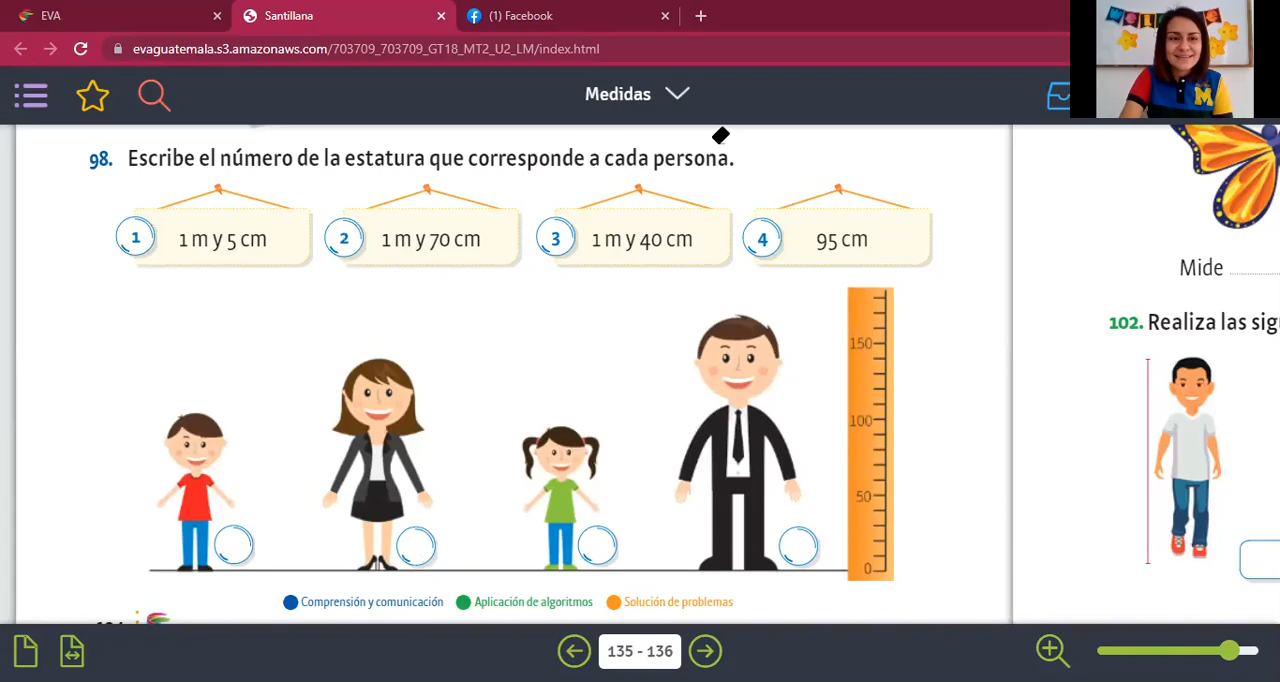 EVA
Santillana
(1) Facebook
evaguatemala.s3.amazonaws.com/703709_703709_GT18_MT2_U2_LM/index.html
Medidas
M
98. Escribe el número de la estatura que corresponde a cada persona.
1 1 m y 5 cm
2 1 m y 70 cm
3 1 m y 40 cm
4 95 cm
150
100
50
0
Comprensión y comunicación
Aplicación de algoritmos
Solución de problemas
Mide
102. Realiza las sig
135 - 136